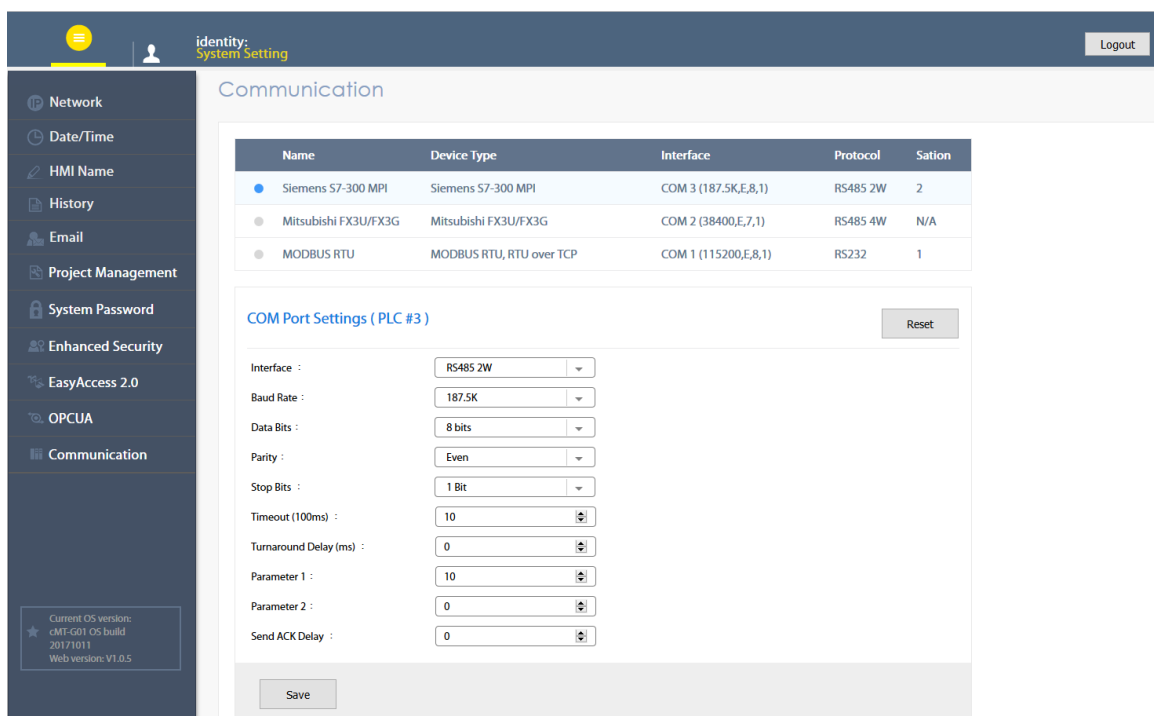 identity:
System Setting
Logout
Network
Date/Time
HMI Name
History
Email
Project Management
System Password
Enhanced Security
EasyAccess 2.0
OPCUA
Communication
Current OS version:
cMT-G01 OS build
20171011
Web version: V1.0.5
Communication
Name Device Type Interface Protocol Sation
Siemens S7-300 MPI Siemens S7-300 MPI COM 3 (187.5K,E,8,1) RS485 2W 2
Mitsubishi FX3U/FX3G Mitsubishi FX3U/FX3G COM 2 (38400,E,7,1) RS485 4W N/A
MODBUS RTU MODBUS RTU, RTU over TCP COM 1 (115200,E,8,1) RS232 1
COM Port Settings ( PLC #3 ) Reset
Interface : RS485 2W
Baud Rate : 187.5K
Data Bits : 8 bits
Parity : Even
Stop Bits : 1 Bit
Timeout (100ms) : 10
Turnaround Delay (ms) : 0
Parameter 1 : 10
Parameter 2 : 0
Send ACK Delay : 0
Save